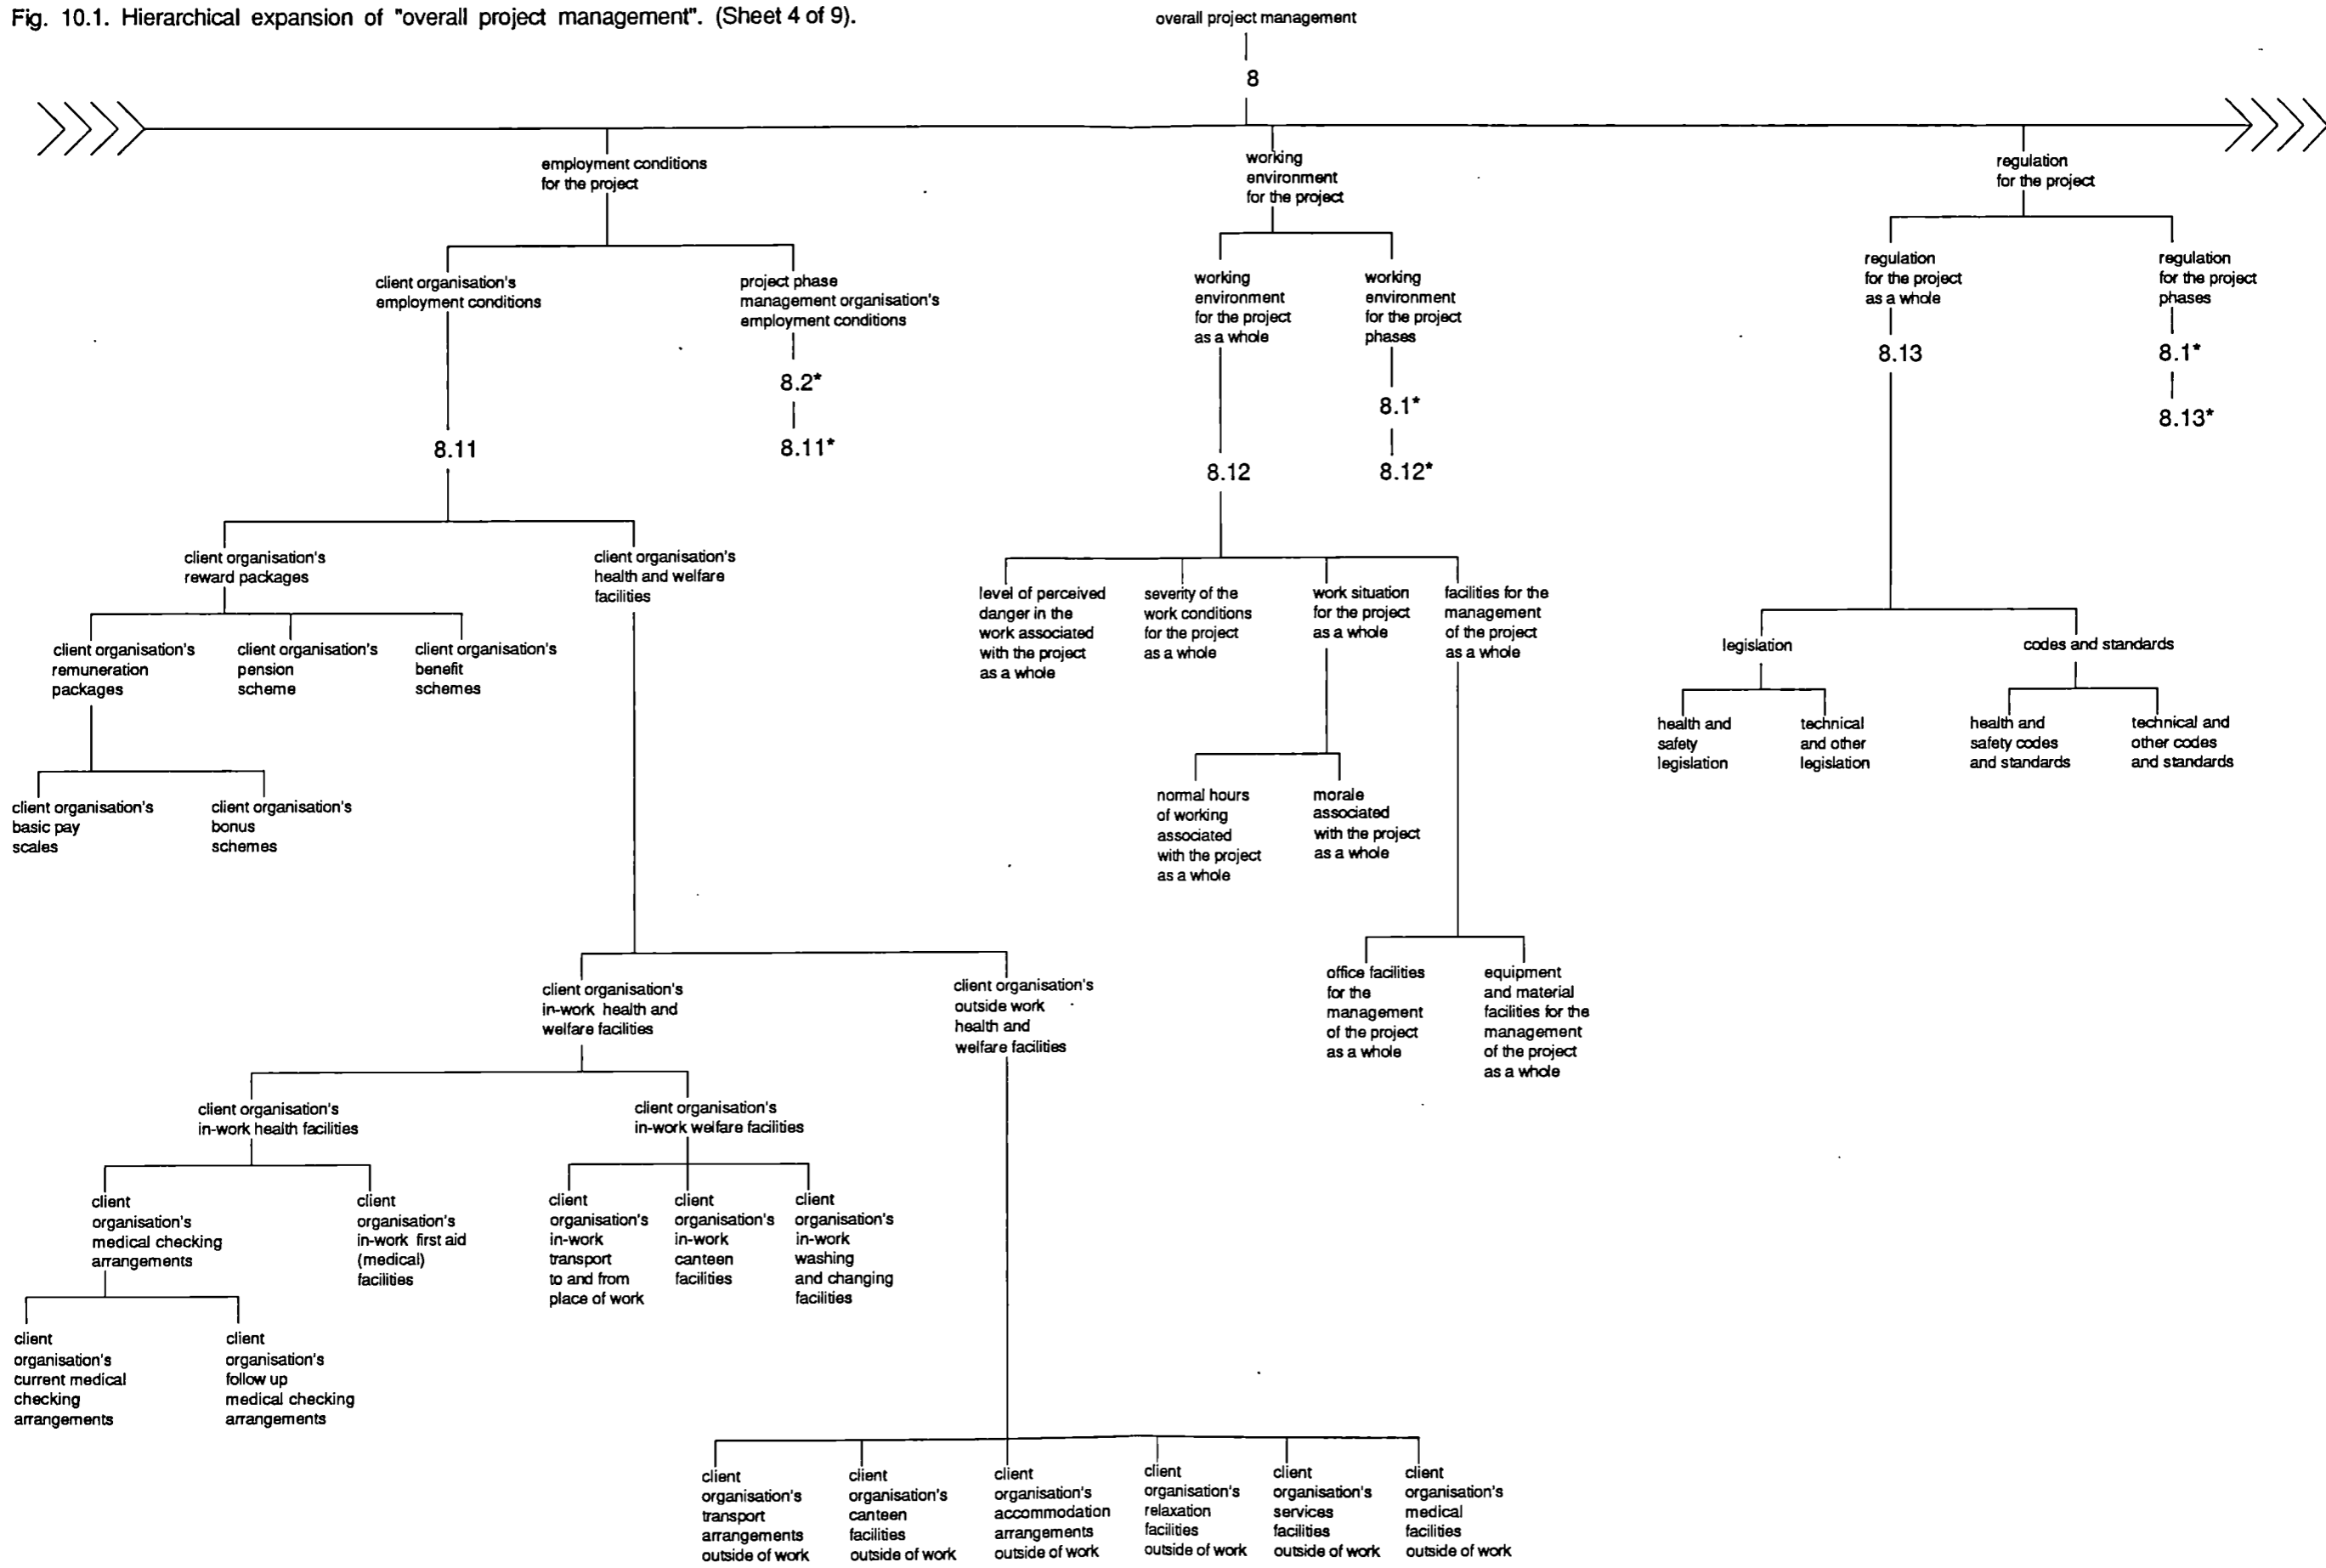 Fig. 10.1. Hierarchical expansion of "overall project management". (Sheet 4 of 9).
overall project management
8
employment conditions
for the project
working
environment
for the project
regulation
for the project
client organisation's
employment conditions
project phase
management organisation's
employment conditions
8.2*
8.11*
8.11
working
environment
for the project
as a whole
8.12
working
environment
for the project
phases
8.1*
8.12*
regulation
for the project
as a whole
8.13
regulation
for the project
phases
8.1*
8.13*
client organisation's
reward packages
client organisation's
health and welfare
facilities
level of perceived
danger in the
work associated
with the project
as a whole
severity of the
work conditions
for the project
as a whole
work situation
for the project
as a whole
facilities for the
management
of the project
as a whole
legislation
codes and standards
client organisation's
remuneration
packages
client organisation's
pension
scheme
client organisation's
benefit
schemes
health and
safety
legislation
technical
and other
legislation
health and
safety codes
and standards
technical and
other codes
and standards
client organisation's
basic pay
scales
client organisation's
bonus
schemes
normal hours
of working
associated
with the project
as a whole
morale
associated
with the project
as a whole
client organisation's
in-work health and
welfare facilities
client organisation's
outside work
health and
welfare facilities
office facilities
for the
management
of the project
as a whole
equipment
and material
facilities for the
management
of the project
as a whole
client organisation's
in-work health facilities
client organisation's
in-work welfare facilities
client
organisation's
medical checking
arrangements
client
organisation's
in-work first aid
(medical)
facilities
client
organisation's
in-work
transport
to and from
place of work
client
organisation's
in-work
canteen
facilities
client
organisation's
in-work
washing
and changing
facilities
client
organisation's
current medical
checking
arrangements
client
organisation's
follow up
medical checking
arrangements
client
organisation's
transport
arrangements
outside of work
client
organisation's
canteen
facilities
outside of work
client
organisation's
accommodation
arrangements
outside of work
client
organisation's
relaxation
facilities
outside of work
client
organisation's
services
facilities
outside of work
client
organisation's
medical
facilities
outside of work